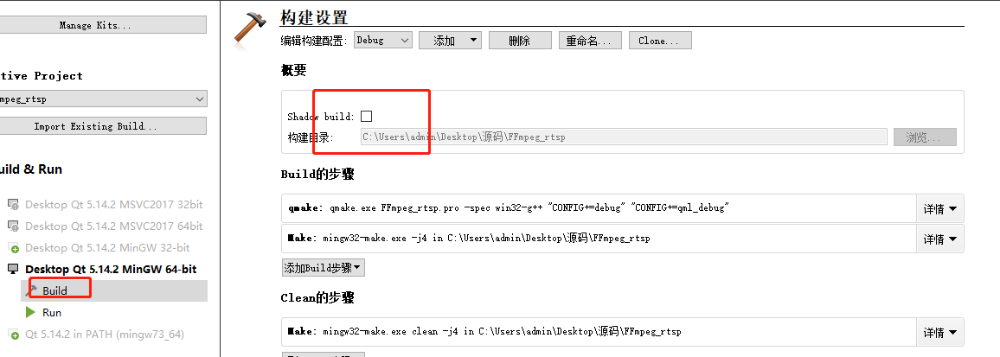 Manage Kits...
tive Project
mpeg_rtsp
Import Existing Build...
uild & Run
Desktop Qt 5.14.2 MSVC2017 32bit
Desktop Qt 5.14.2 MSVC2017 64bit
Desktop Qt 5.14.2 MinGW 32-bit
Desktop Qt 5.14.2 MinGW 64-bit
Build
Run
Qt 5.14.2 in PATH (mingw73_64)
构建设置
编辑构建配置: Debug 添加 删除 重命名... Clone...
概要
Shadow build:
构建目录: C:\Users\admin\Desktop\源码\FFmpeg_rtsp 浏览...
Build的步骤
qmake: qmake.exe FFmpeg_rtsp.pro -spec win32-g++ "CONFIG+=debug" "CONFIG+=qml_debug" 详情
Make: mingw32-make.exe -j4 in C:\Users\admin\Desktop\源码\FFmpeg_rtsp 详情
添加Build步骤
Clean的步骤
Make: mingw32-make.exe clean -j4 in C:\Users\admin\Desktop\源码\FFmpeg_rtsp 详情